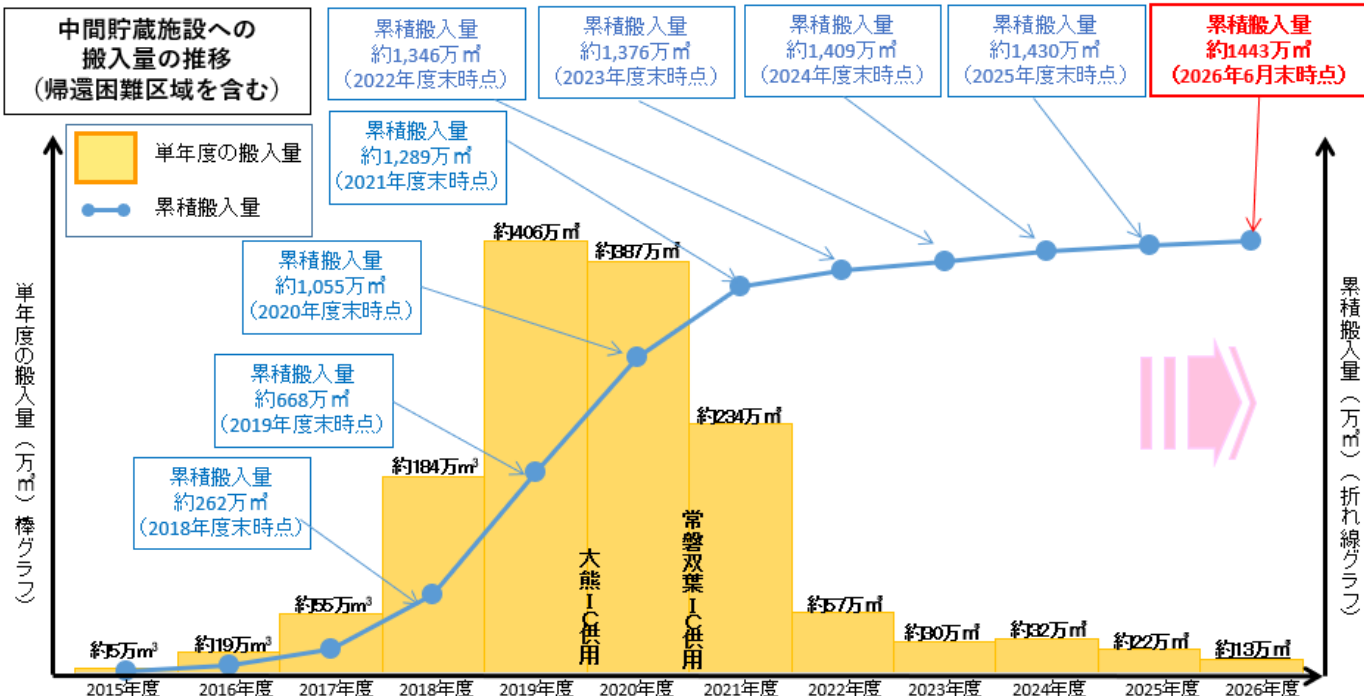 中間貯蔵施設への
搬入量の推移
（帰還困難区域を含む）
累積搬入量
約1,346万㎥
（2022年度末時点）
累積搬入量
約1,376万㎥
（2023年度末時点）
累積搬入量
約1,409万㎥
（2024年度末時点）
累積搬入量
約1,430万㎥
（2025年度末時点）
累積搬入量
約1443万㎥
（2026年6月末時点）
単年度の搬入量
累積搬入量
累積搬入量
約1,289万㎥
（2021年度末時点）
累積搬入量
約1,055万㎥
（2020年度末時点）
累積搬入量
約668万㎥
（2019年度末時点）
累積搬入量
約262万㎥
（2018年度末時点）
単年度の搬入量（万㎥）棒グラフ）
累積搬入量（万㎥）（折れ線グラフ）
約5万m³
約19万m³
約55万m³
約184万m³
約406万㎥
約387万㎥
約234万㎥
約57万㎥
約30万㎥
約32万㎥
約22万㎥
約13万㎥
大熊IC供用
常磐双葉IC供用
2015年度
2016年度
2017年度
2018年度
2019年度
2020年度
2021年度
2022年度
2023年度
2024年度
2025年度
2026年度